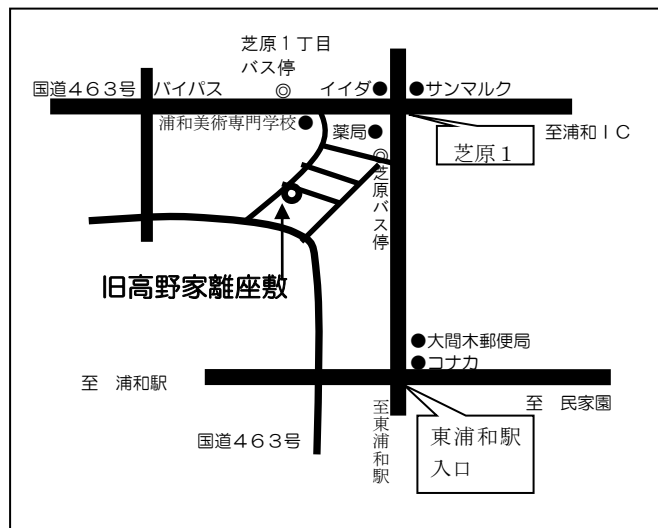 芝原１丁目
バス停
国道４６３号
バイパス
◎
イイダ●
●サンマルク
浦和美術専門学校●
薬局●
至浦和ＩＣ
芝原１
◎芝原バス停
旧高野家離座敷
●大間木郵便局
●コナカ
至　浦和駅
至　民家園
至東浦和駅
東浦和駅
入口
国道４６３号